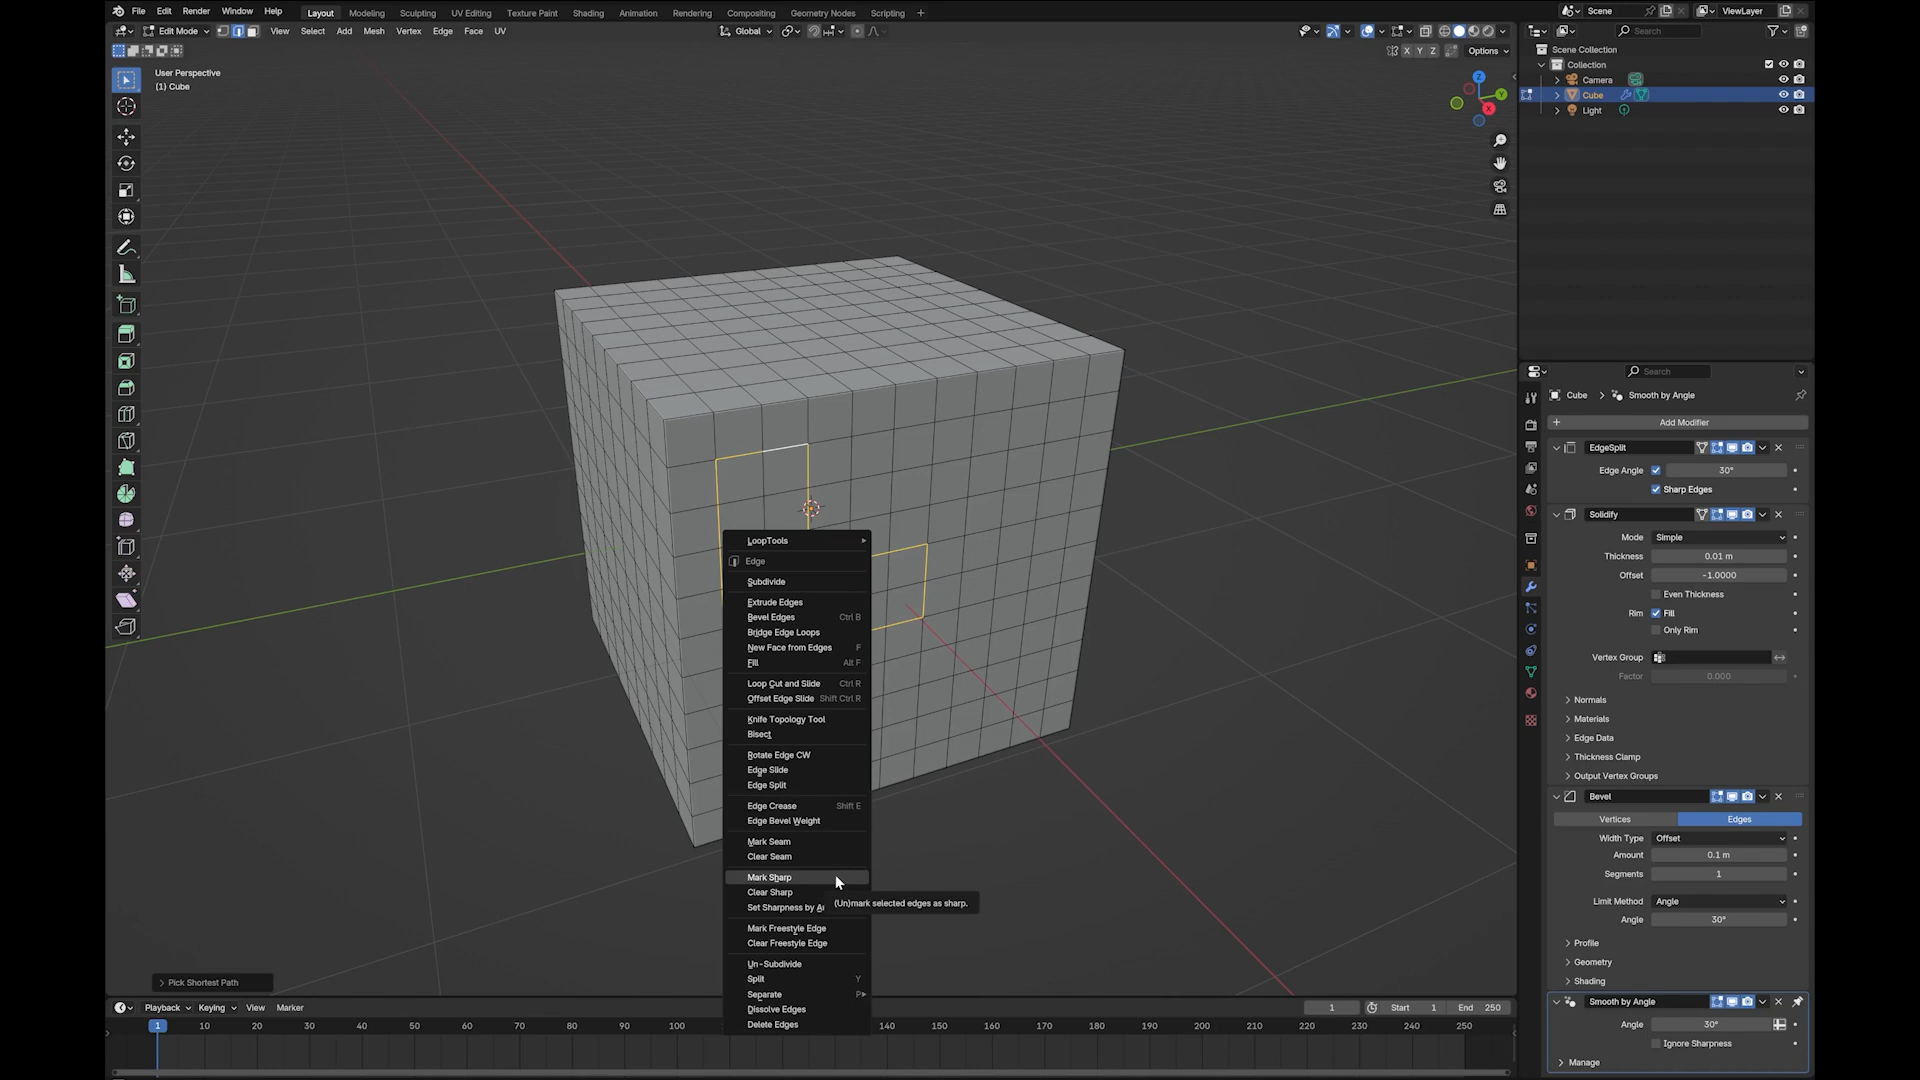 File Edit Render Window Help
Layout Modeling Sculpting UV Editing Texture Paint Shading Animation Rendering Compositing Geometry Nodes Scripting +
Scene
ViewLayer
Edit Mode
View Select Add Mesh Vertex Edge Face UV
Global
X Y Z
Options
User Perspective
(1) Cube
Z
Y
X
Search
Scene Collection
Collection
Camera
Cube
Light
LoopTools
Edge
Subdivide
Extrude Edges
Bevel Edges Ctrl B
Bridge Edge Loops
New Face from Edges F
Fill Alt F
Loop Cut and Slide Ctrl R
Offset Edge Slide Shift Ctrl R
Knife Topology Tool
Bisect
Rotate Edge CW
Edge Slide
Edge Split
Edge Crease Shift E
Edge Bevel Weight
Mark Seam
Clear Seam
Mark Sharp
Clear Sharp
(Un)mark selected edges as sharp.
Set Sharpness by
Mark Freestyle Edge
Clear Freestyle Edge
Un-Subdivide
Split Y
Separate P
Dissolve Edges
Delete Edges
Search
Cube > Smooth by Angle
+ Add Modifier
EdgeSplit
Edge Angle 30°
Sharp Edges
Solidify
Mode Simple
Thickness 0.01 m
Offset -1.0000
Even Thickness
Rim Fill
Only Rim
Vertex Group
Factor 0.000
Normals
Materials
Edge Data
Thickness Clamp
Output Vertex Groups
Bevel
Vertices Edges
Width Type Offset
Amount 0.1 m
Segments 1
Limit Method Angle
Angle 30°
Profile
Geometry
Shading
Smooth by Angle
Angle 30°
Ignore Sharpness
Manage
Pick Shortest Path
Playback Keying View Marker
1 Start 1 End 250
1 10 20 30 40 50 60 70 80 90 100 140 150 160 170 180 190 200 210 220 230 240 250